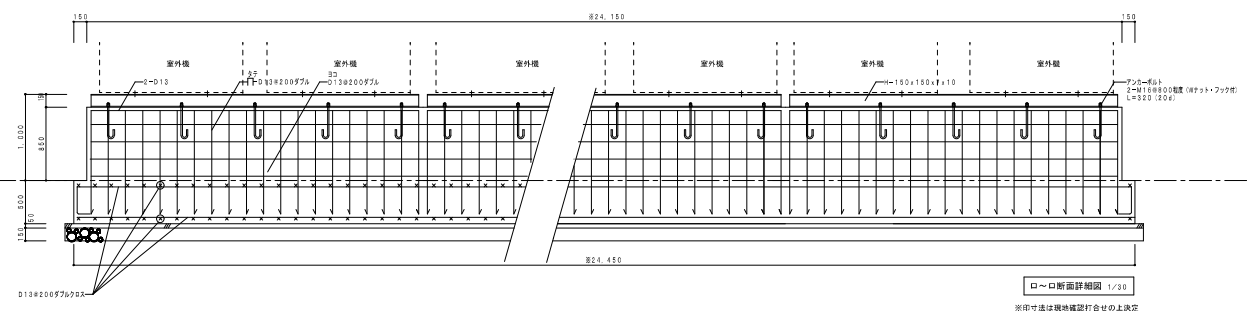 150
※24,150
150
室外機
室外機
室外機
室外機
室外機
室外機
2-D13
タテ
D13@200ダブル
ヨコ
D13@200ダブル
H-150x150x7x10
アンカーボルト
2-M16@800程度(Wナット・フック付)
L=320(20d)
150
1,000
850
500
50
150
※24,450
D13@200ダブルクロス
ロ~ロ断面詳細図 1/30
※印寸法は現地確認打合せの上決定